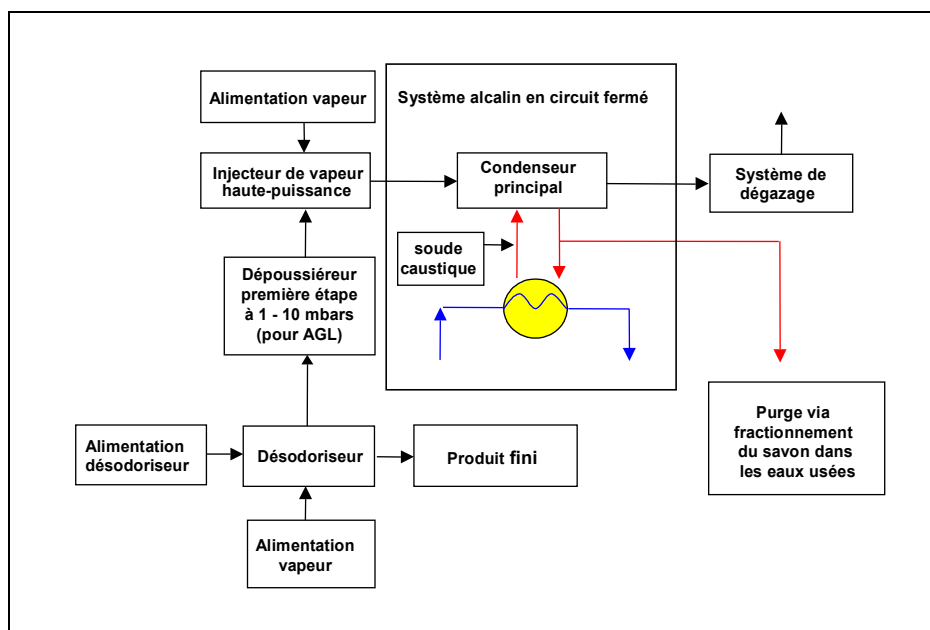 Alimentation vapeur
Système alcalin en circuit fermé
Injecteur de vapeur
haute-puissance
Condenseur
principal
Système de
dégazage
soude
caustique
Dépoussiéreur
première étape
à 1 - 10 mbars
(pour AGL)
Purge via
fractionnement
du savon dans
les eaux usées
Alimentation
désodoriseur
Désodoriseur
Produit fini
Alimentation
vapeur